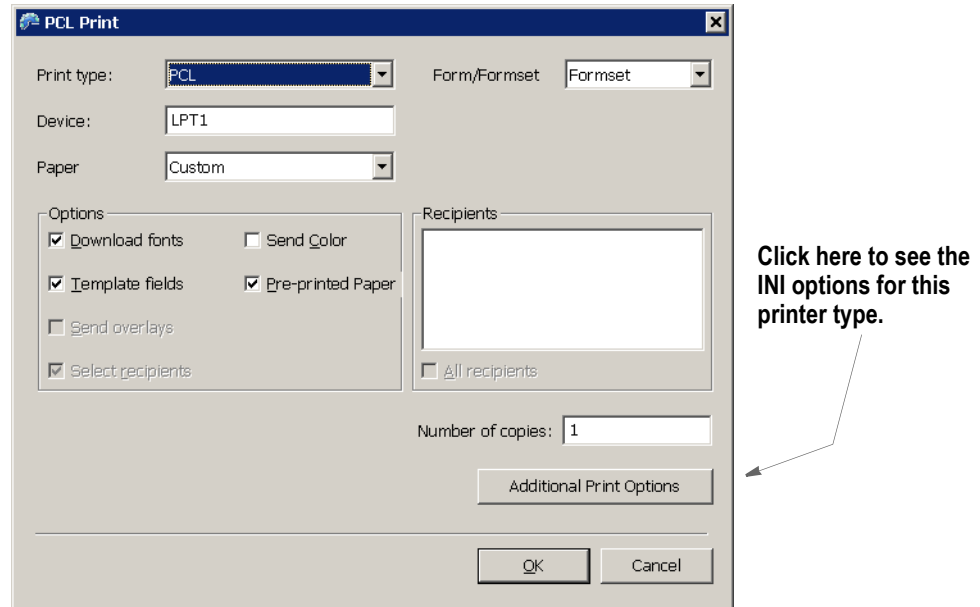 PCL Print
Print type: PCL Form/Formset Formset
Device: LPT1
Paper Custom
Options Recipients
Download fonts Send Color
Template fields Pre-printed Paper
Send overlays
Select recipients All recipients
Click here to see the
INI options for this
printer type.
Number of copies: 1
Additional Print Options
OK Cancel